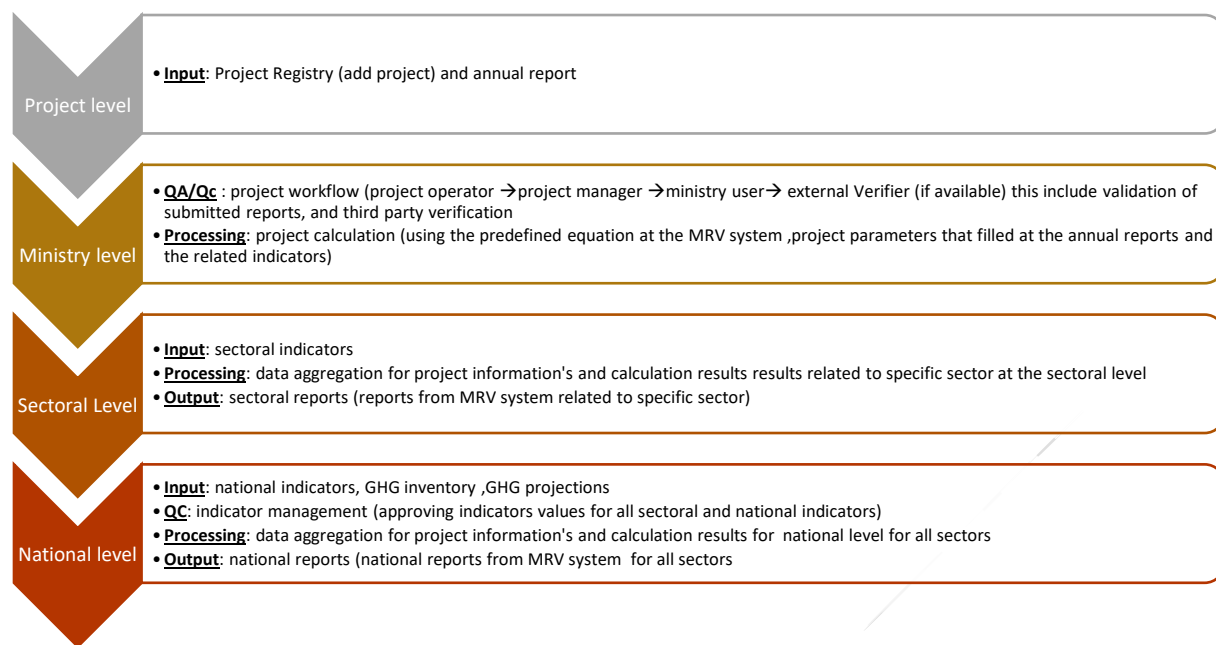 Project level
•Input: Project Registry (add project) and annual report
Ministry level
•QA/Qc : project workflow (project operator →project manager →ministry user→ external Verifier (if available) this include validation of
submitted reports, and third party verification
•Processing: project calculation (using the predefined equation at the MRV system ,project parameters that filled at the annual reports and
the related indicators)
Sectoral Level
•Input: sectoral indicators
•Processing: data aggregation for project information's and calculation results results related to specific sector at the sectoral level
•Output: sectoral reports (reports from MRV system related to specific sector)
National level
•Input: national indicators, GHG inventory ,GHG projections
•QC: indicator management (approving indicators values for all sectoral and national indicators)
•Processing: data aggregation for project information's and calculation results for national level for all sectors
•Output: national reports (national reports from MRV system for all sectors